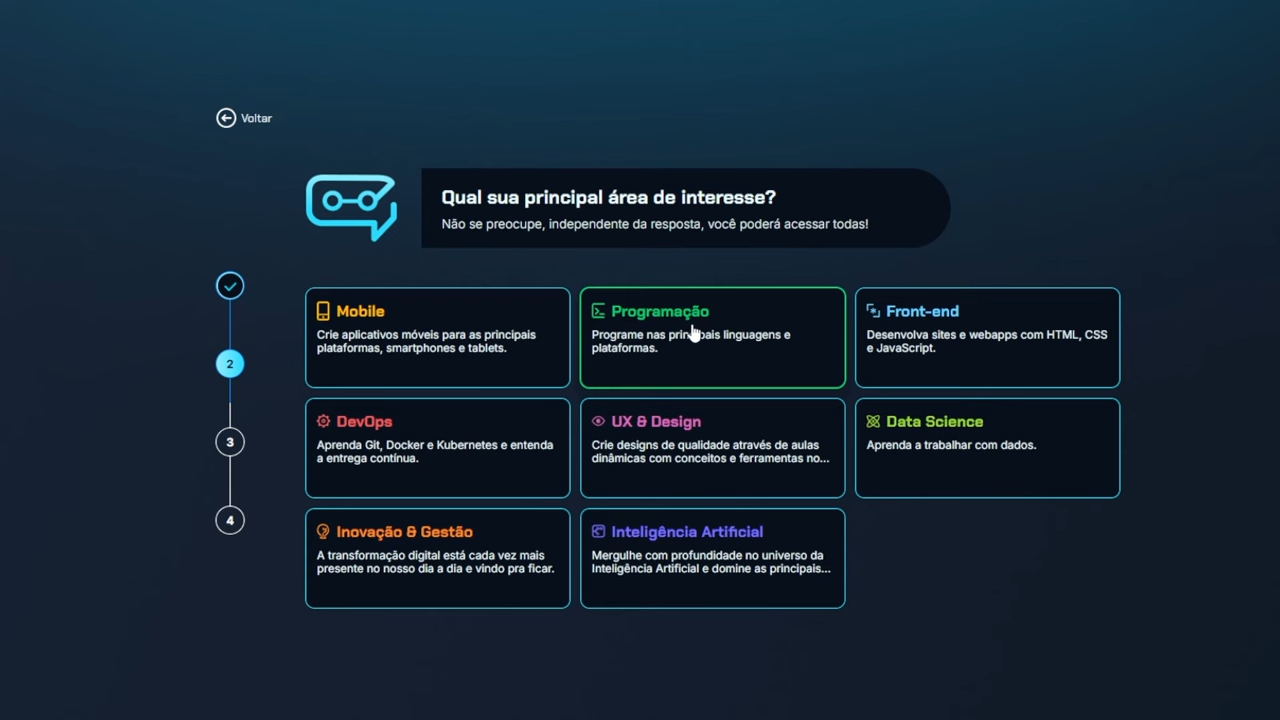 Voltar
Qual sua principal área de interesse?
Não se preocupe, independente da resposta, você poderá acessar todas!
2
3
4
Mobile
Crie aplicativos móveis para as principais
plataformas, smartphones e tablets.
Programação
Programe nas principais linguagens e
plataformas.
Front-end
Desenvolva sites e webapps com HTML, CSS
e JavaScript.
DevOps
Aprenda Git, Docker e Kubernetes e entenda
a entrega contínua.
UX & Design
Crie designs de qualidade através de aulas
dinâmicas com conceitos e ferramentas no...
Data Science
Aprenda a trabalhar com dados.
Inovação & Gestão
A transformação digital está cada vez mais
presente no nosso dia a dia e vindo pra ficar.
Inteligência Artificial
Mergulhe com profundidade no universo da
Inteligência Artificial e domine as principais...